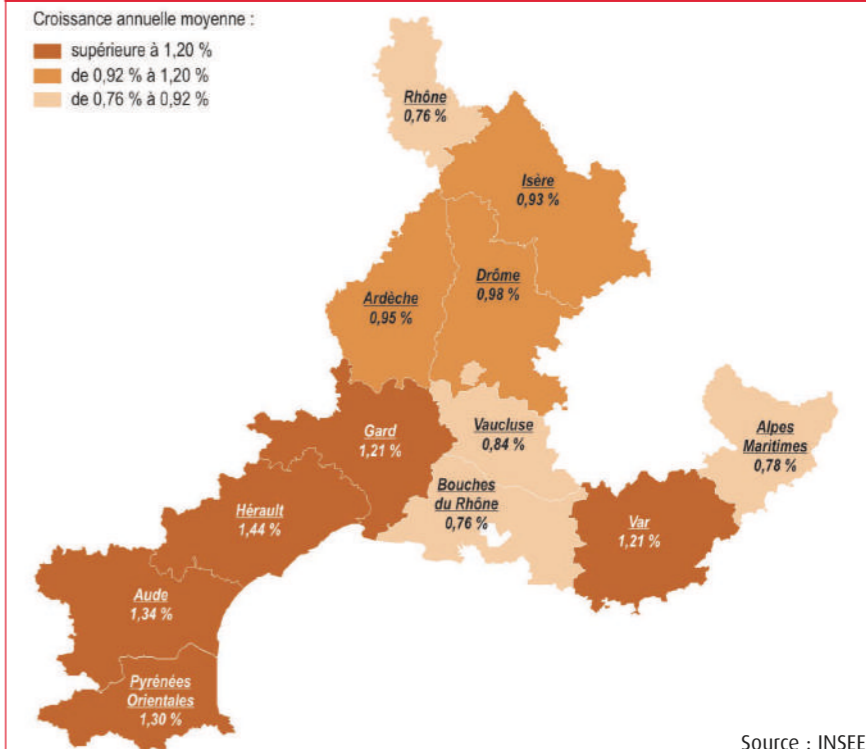 Croissance annuelle moyenne :
supérieure à 1,20 %
de 0,92 % à 1,20 %
de 0,76 % à 0,92 %
Rhône
0,76 %
Isère
0,93 %
Drôme
0,98 %
Ardèche
0,95 %
Gard
1,21 %
Vaucluse
0,84 %
Alpes
Maritimes
0,78 %
Hérault
1,44 %
Bouches
du Rhône
0,76 %
Var
1,21 %
Aude
1,34 %
Pyrénées
Orientales
1,30 %
Source : INSEE